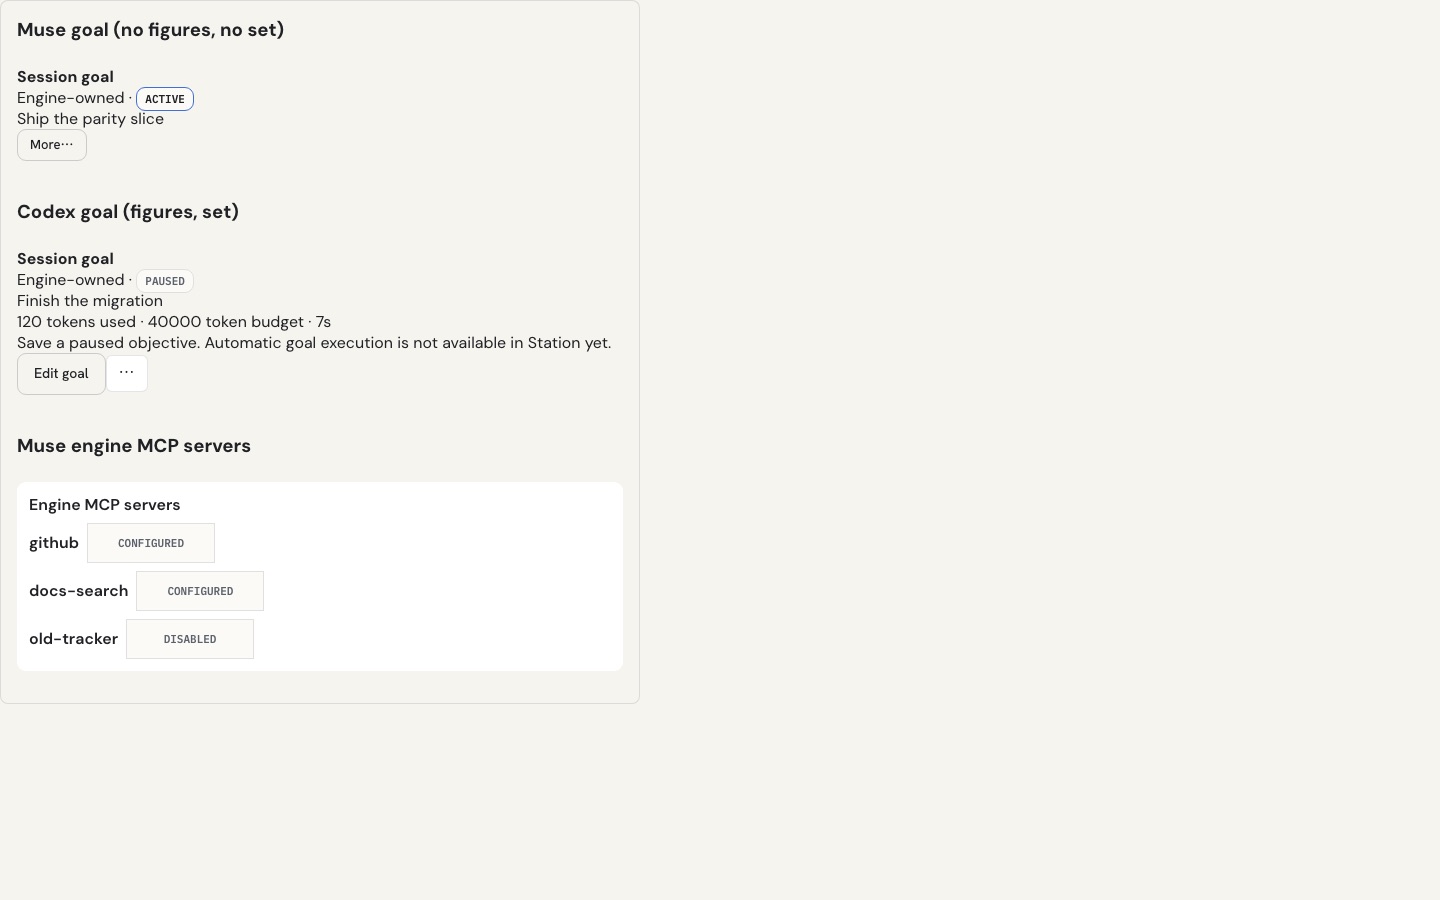 Muse goal (no figures, no set)
Session goal
Engine-owned · ACTIVE
Ship the parity slice
More···
Codex goal (figures, set)
Session goal
Engine-owned · PAUSED
Finish the migration
120 tokens used · 40000 token budget · 7s
Save a paused objective. Automatic goal execution is not available in Station yet.
Edit goal ···
Muse engine MCP servers
Engine MCP servers
github CONFIGURED
docs-search CONFIGURED
old-tracker DISABLED